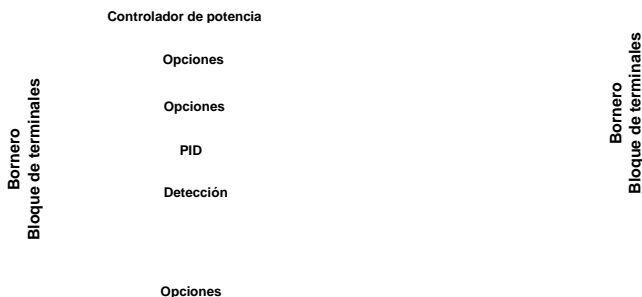 Controlador de potencia
Opciones
Opciones
PID
Detección
Opciones
Bornero
Bloque de terminales
Bornero
Bloque de terminales